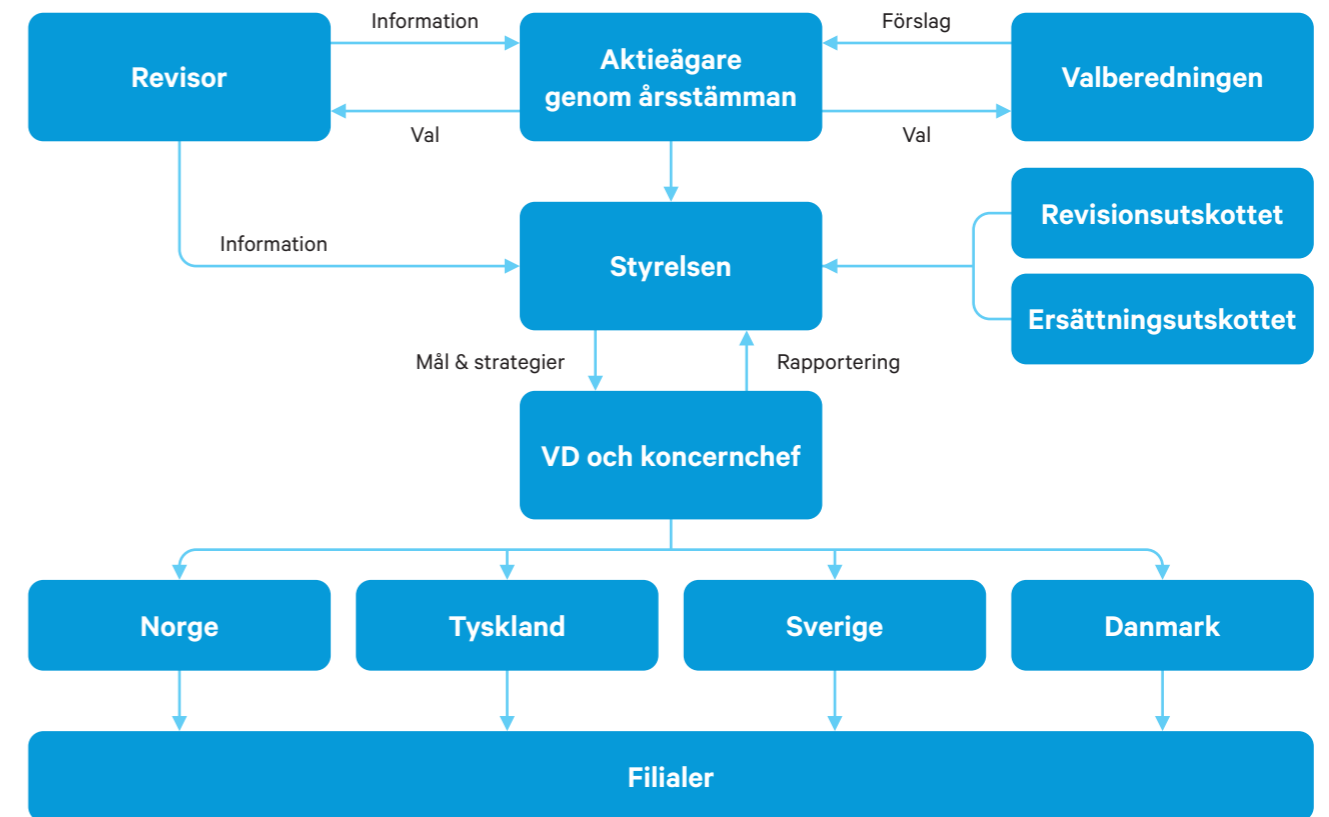 Information
Förslag
Revisor
Aktieägare
genom årsstämman
Valberedningen
Val
Val
Revisionsutskottet
Information
Styrelsen
Ersättningsutskottet
Mål & strategier
Rapportering
VD och koncernchef
Norge
Tyskland
Sverige
Danmark
Filialer